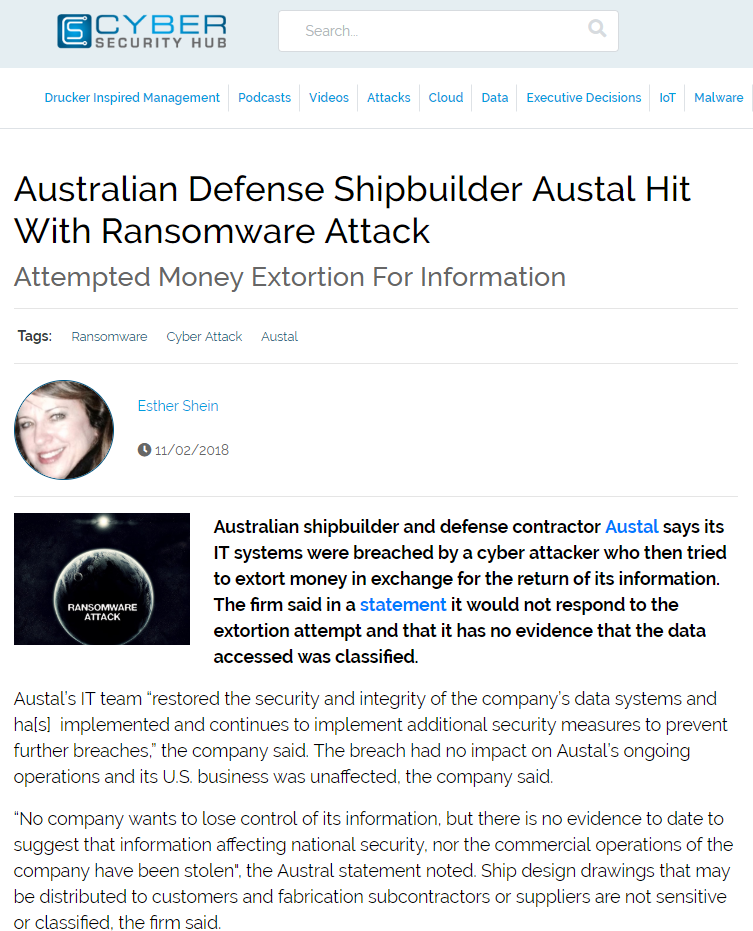 CYBER
SECURITY HUB
Search...
Drucker Inspired Management
Podcasts
Videos
Attacks
Cloud
Data
Executive Decisions
IoT
Malware
Australian Defense Shipbuilder Austal Hit
With Ransomware Attack
Attempted Money Extortion For Information
Tags: Ransomware Cyber Attack Austal
Esther Shein
11/02/2018
RANSOMWARE
ATTACK
Australian shipbuilder and defense contractor Austal says its
IT systems were breached by a cyber attacker who then tried
to extort money in exchange for the return of its information.
The firm said in a statement it would not respond to the
extortion attempt and that it has no evidence that the data
accessed was classified.
Austal's IT team “restored the security and integrity of the company's data systems and
ha[s]  implemented and continues to implement additional security measures to prevent
further breaches,” the company said. The breach had no impact on Austal's ongoing
operations and its U.S. business was unaffected, the company said.
“No company wants to lose control of its information, but there is no evidence to date to
suggest that information affecting national security, nor the commercial operations of the
company have been stolen", the Austral statement noted. Ship design drawings that may
be distributed to customers and fabrication subcontractors or suppliers are not sensitive
or classified, the firm said.